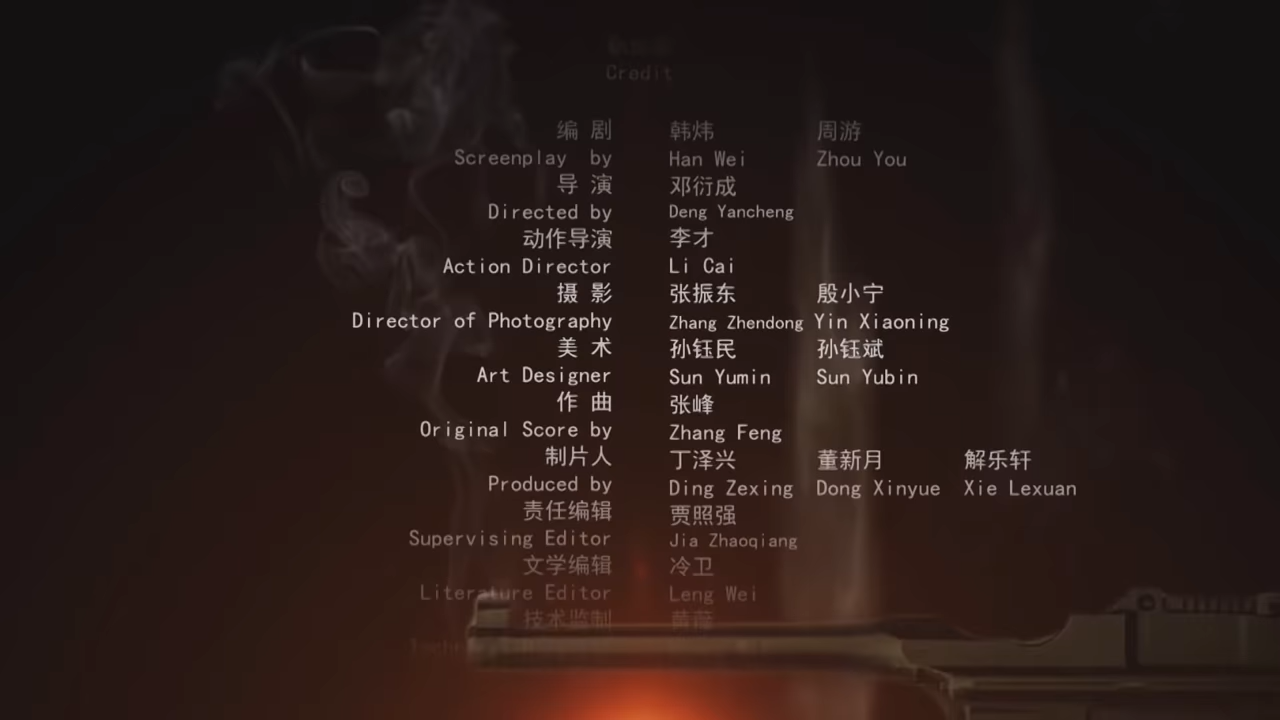 Credit
编 剧 韩炜 周游
Screenplay by Han Wei Zhou You
导 演 邓衍成
Directed by Deng Yancheng
动作导演 李才
Action Director Li Cai
摄 影 张振东 殷小宁
Director of Photography Zhang Zhendong Yin Xiaoning
美 术 孙钰民 孙钰斌
Art Designer Sun Yumin Sun Yubin
作 曲 张峰
Original Score by Zhang Feng
制片人 丁泽兴 董新月 解乐轩
Produced by Ding Zexing Dong Xinyue Xie Lexuan
责任编辑 贾照强
Supervising Editor Jia Zhaoqiang
文学编辑 冷卫
Literature Editor Leng Wei
技术监制